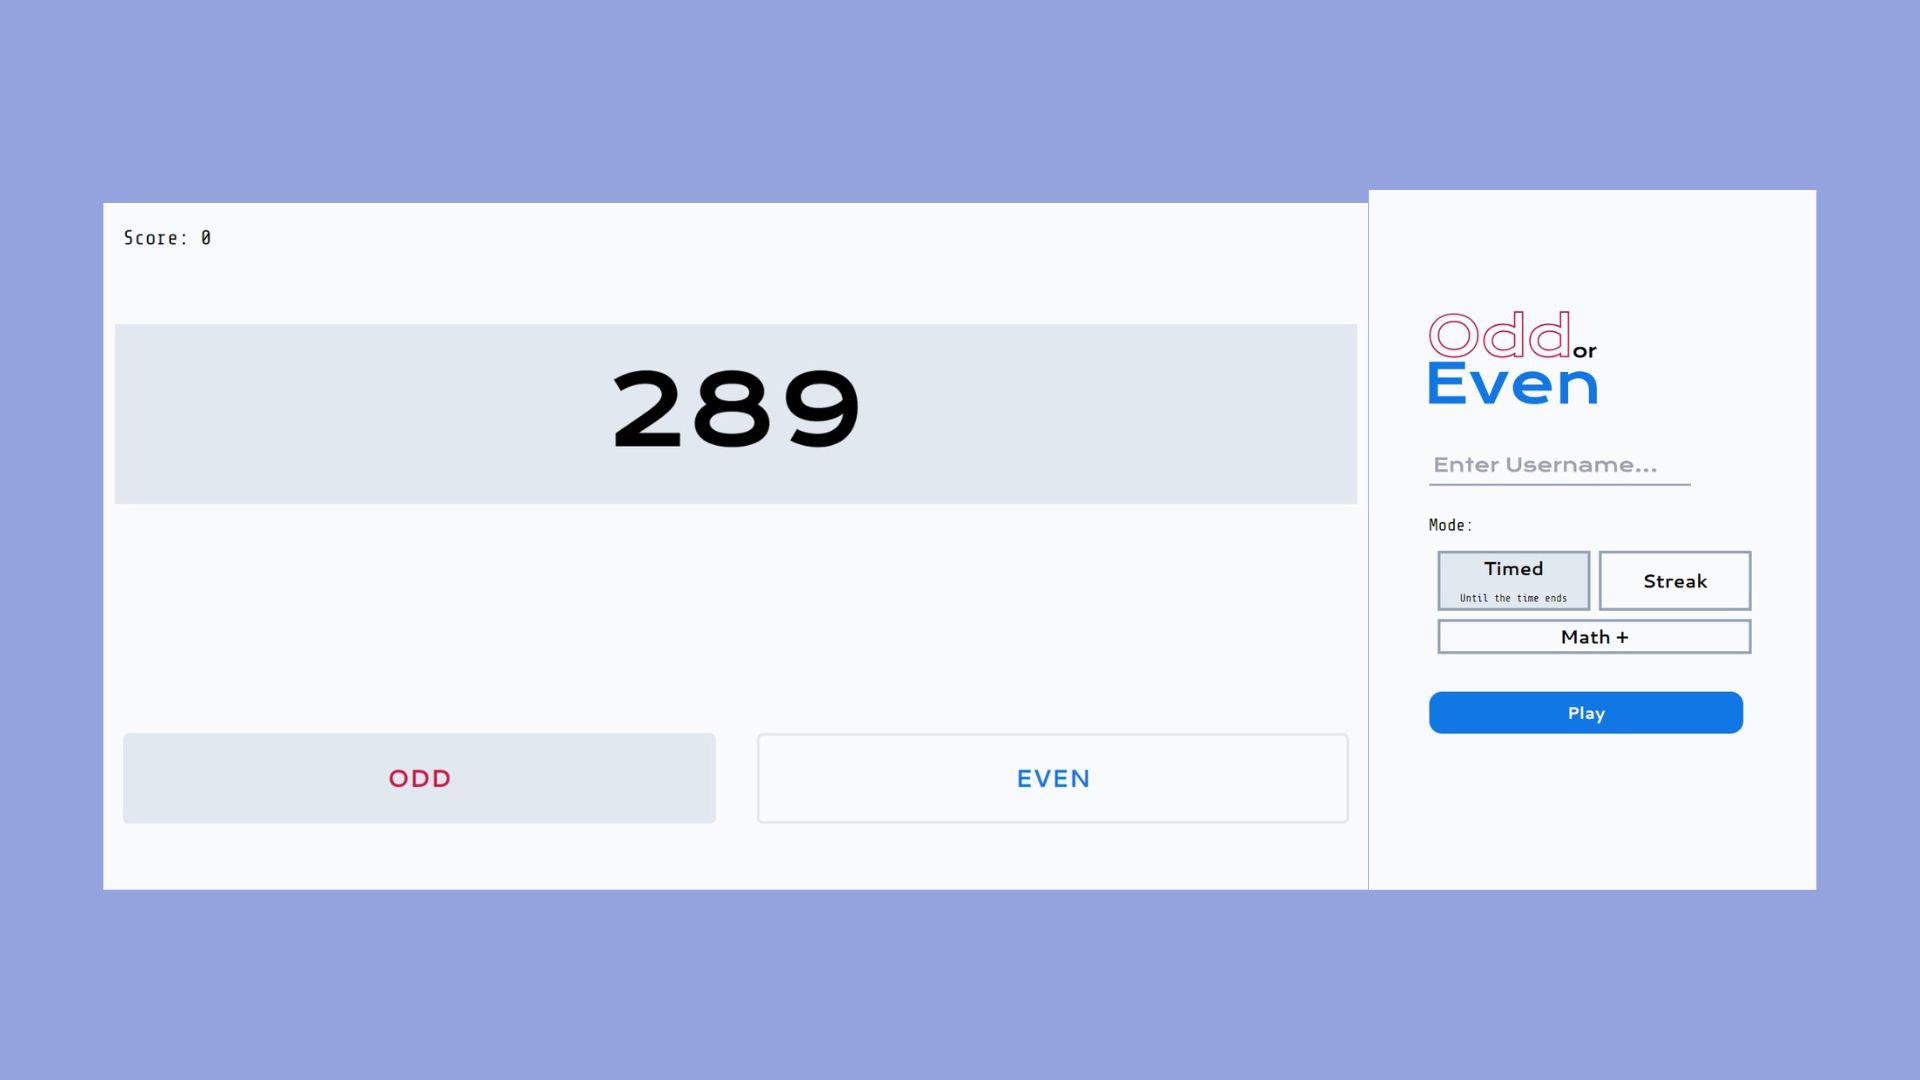 Score: 0
289
ODD
EVEN
Odd or
Even
Enter Username...
Mode:
Timed
Until the time ends
Streak
Math +
Play